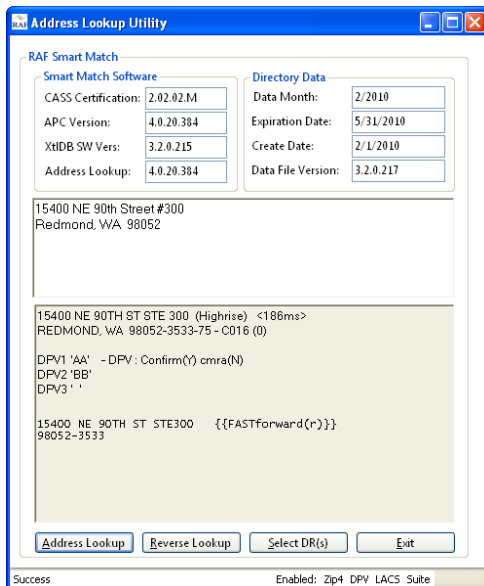 RAF Address Lookup Utility
RAF Smart Match
Smart Match Software
CASS Certification: 2.02.02.M
APC Version: 4.0.20.384
XtlDB SW Vers: 3.2.0.215
Address Lookup: 4.0.20.384
Directory Data
Data Month: 2/2010
Expiration Date: 5/31/2010
Create Date: 2/1/2010
Data File Version: 3.2.0.217
15400 NE 90th Street #300
Redmond, WA 98052
15400 NE 90TH ST STE 300 (Highrise) <186ms>
REDMOND, WA 98052-3533-75 - C016 (0)
DPV1 'AA' - DPV : Confirm(Y) cmra(N)
DPV2 'BB'
DPV3 ' '
15400 NE 90TH ST STE300 {{FASTforward(r)}}
98052-3533
Address Lookup Reverse Lookup Select DR(s) Exit
Success Enabled: Zip4 DPV LACS Suite